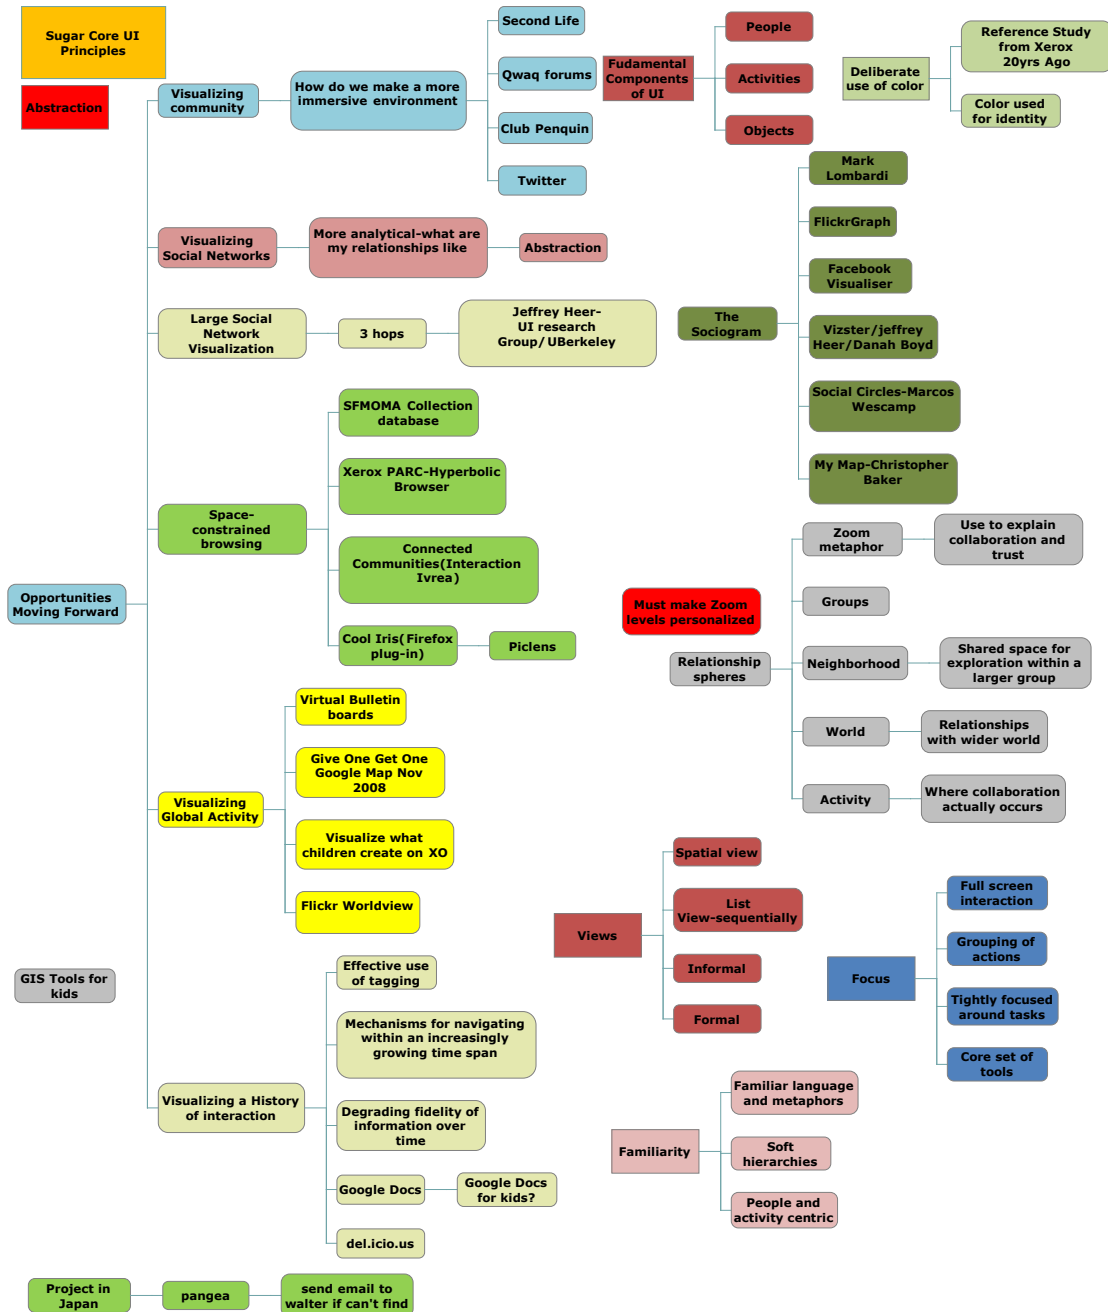 Sugar Core UI
Principles
Abstraction
Visualizing
community
How do we make a more
immersive environment
Second Life
Qwaq forums
Club Penquin
Twitter
Fudamental
Components
of UI
People
Activities
Objects
Deliberate
use of color
Reference Study
from Xerox
20yrs Ago
Color used
for identity
Visualizing
Social Networks
More analytical-what are
my relationships like
Abstraction
Large Social
Network
Visualization
3 hops
Jeffrey Heer-
UI research
Group/UBerkeley
The
Sociogram
Mark
Lombardi
FlickrGraph
Facebook
Visualiser
Vizster/jeffrey
Heer/Danah Boyd
Social Circles-Marcos
Wescamp
My Map-Christopher
Baker
Space-
constrained
browsing
SFMOMA Collection
database
Xerox PARC-Hyperbolic
Browser
Connected
Communities(Interaction
Ivrea)
Cool Iris(Firefox
plug-in)
Piclens
Opportunities
Moving Forward
Must make Zoom
levels personalized
Relationship
spheres
Zoom
metaphor
Use to explain
collaboration and
trust
Groups
Neighborhood
Shared space for
exploration within a
larger group
World
Relationships
with wider world
Activity
Where collaboration
actually occurs
Visualizing
Global Activity
Virtual Bulletin
boards
Give One Get One
Google Map Nov
2008
Visualize what
children create on XO
Flickr Worldview
Views
Spatial view
List
View-sequentially
Informal
Formal
Focus
Full screen
interaction
Grouping of
actions
Tightly focused
around tasks
Core set of
tools
GIS Tools for
kids
Visualizing a History
of interaction
Effective use
of tagging
Mechanisms for navigating
within an increasingly
growing time span
Degrading fidelity of
information over
time
Google Docs
Google Docs
for kids?
del.icio.us
Familiarity
Familiar language
and metaphors
Soft
hierarchies
People and
activity centric
Project in
Japan
pangea
send email to
walter if can't find